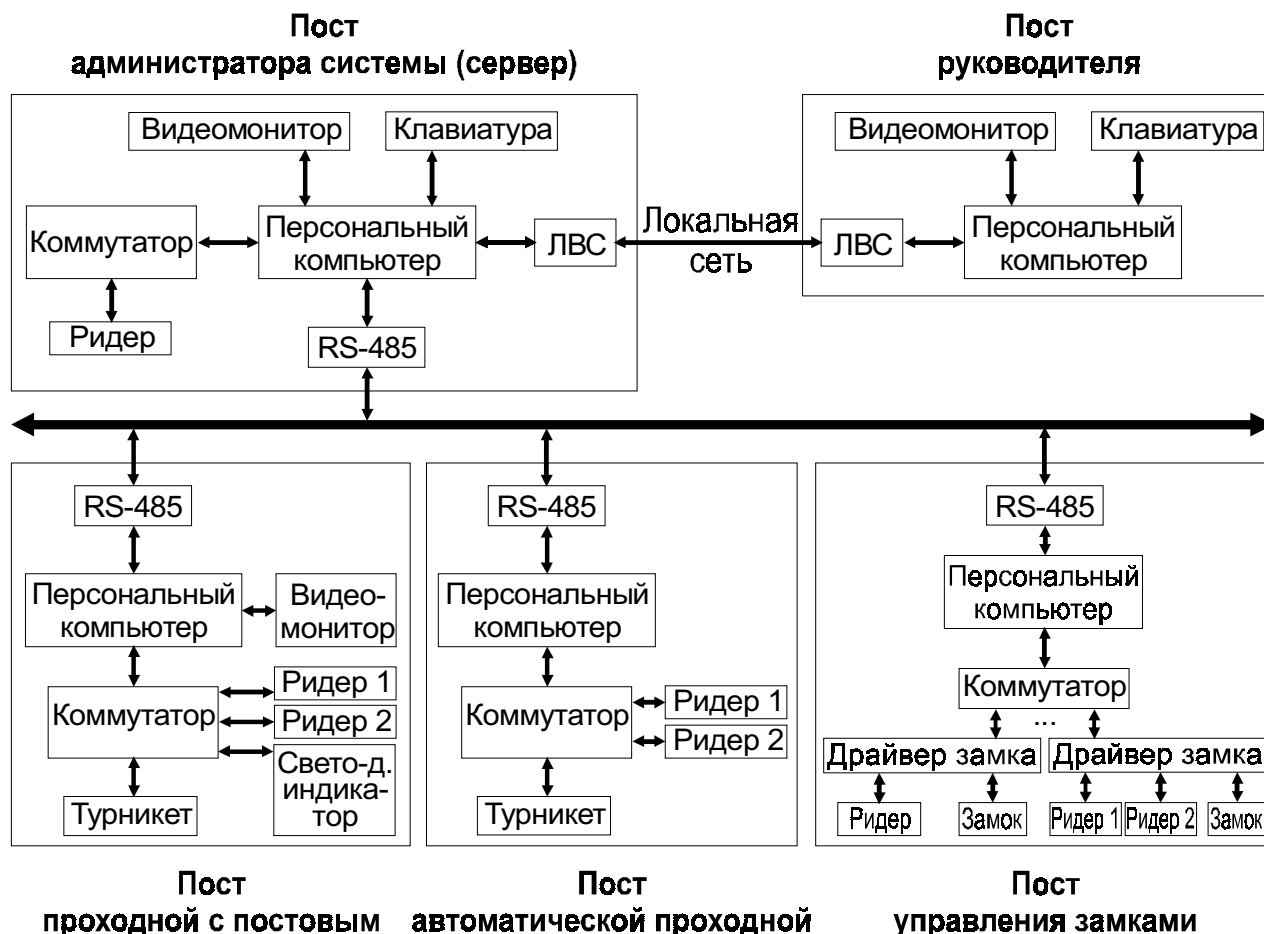 Пост
администратора системы (сервер)
Пост
руководителя
Видеомонитор
Клавиатура
Коммутатор
Персональный
компьютер
ЛВС
Ридер
RS-485
Локальная
сеть
Видеомонитор
Клавиатура
ЛВС
Персональный
компьютер
RS-485
Персональный
компьютер
Видео-
монитор
Коммутатор
Ридер 1
Ридер 2
Свето-д.
индика-
тор
Турникет
RS-485
Персональный
компьютер
Коммутатор
Ридер 1
Ридер 2
Турникет
RS-485
Персональный
компьютер
Коммутатор
...
Драйвер замка
Драйвер замка
Ридер
Замок
Ридер 1
Ридер 2
Замок
Пост
проходной с постовым
Пост
автоматической проходной
Пост
управления замками